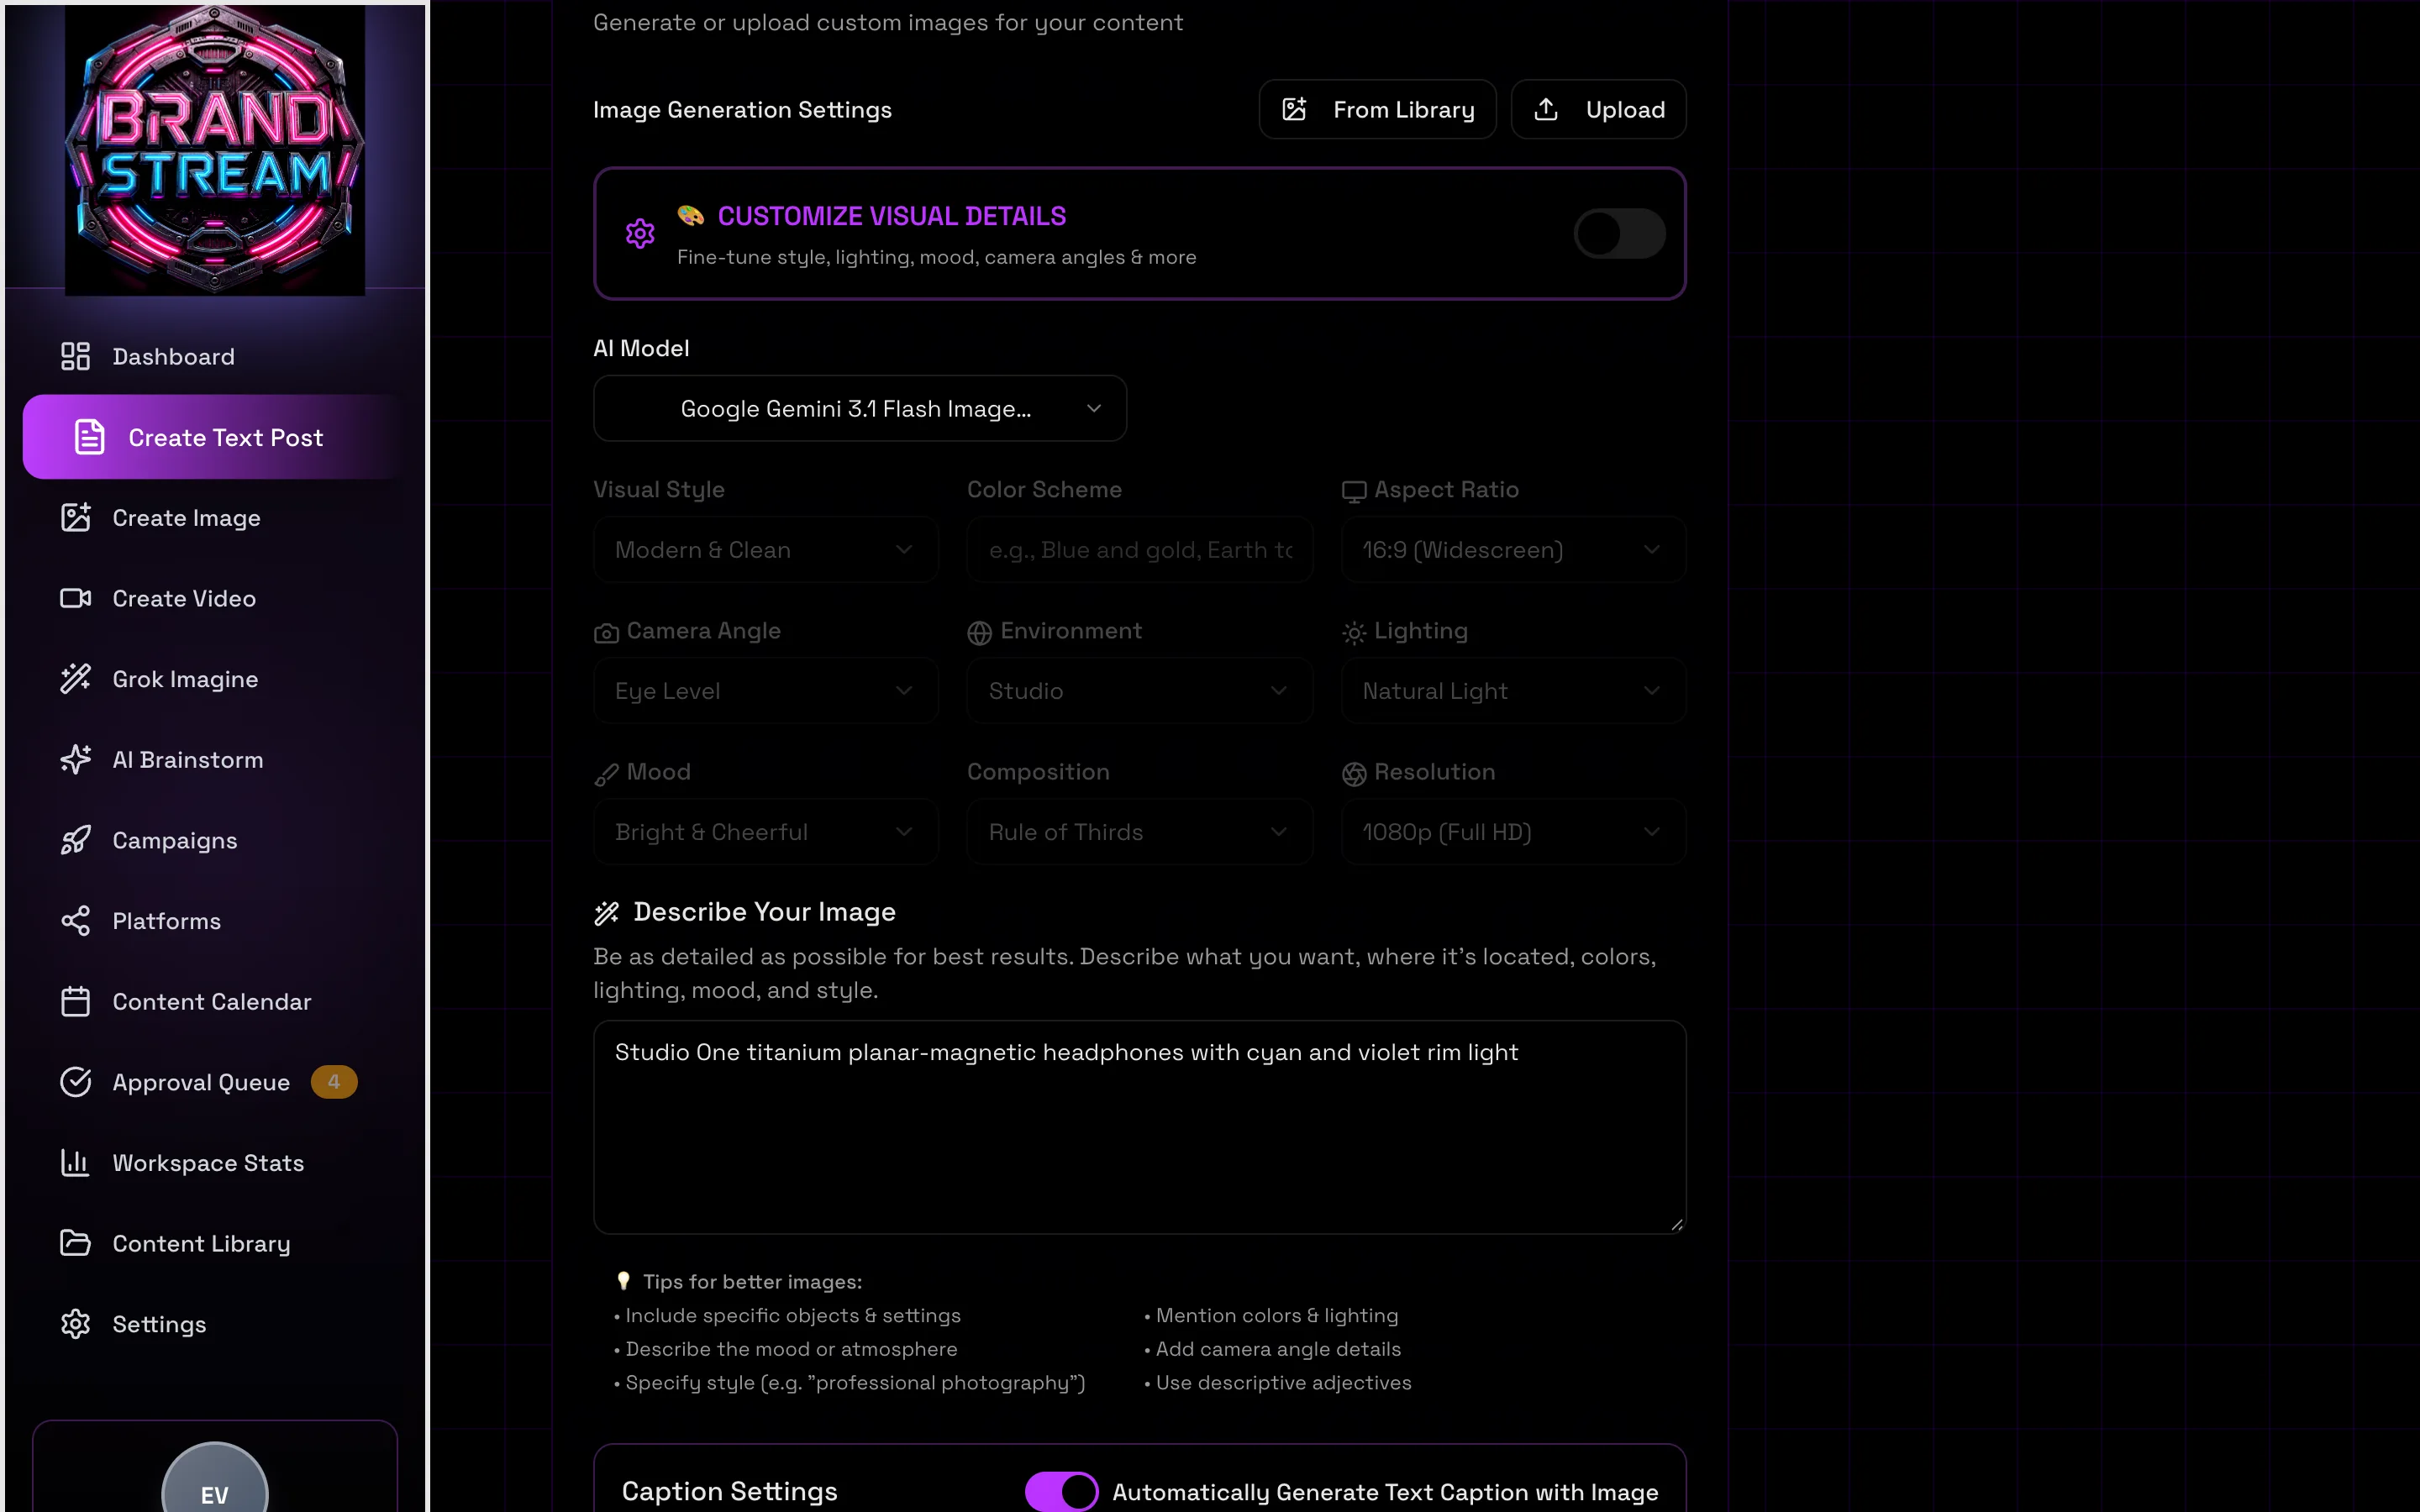 BRAND
STREAM
Dashboard
Create Text Post
Create Image
Create Video
Grok Imagine
AI Brainstorm
Campaigns
Platforms
Content Calendar
Approval Queue 4
Workspace Stats
Content Library
Settings
EV
Generate or upload custom images for your content
Image Generation Settings
From Library
Upload
CUSTOMIZE VISUAL DETAILS
Fine-tune style, lighting, mood, camera angles & more
AI Model
Google Gemini 3.1 Flash Image...
Visual Style
Color Scheme
Aspect Ratio
Modern & Clean
e.g., Blue and gold, Earth to
16:9 (Widescreen)
Camera Angle
Environment
Lighting
Eye Level
Studio
Natural Light
Mood
Composition
Resolution
Bright & Cheerful
Rule of Thirds
1080p (Full HD)
Describe Your Image
Be as detailed as possible for best results. Describe what you want, where it's located, colors,
lighting, mood, and style.
Studio One titanium planar-magnetic headphones with cyan and violet rim light
Tips for better images:
• Include specific objects & settings
• Mention colors & lighting
• Describe the mood or atmosphere
• Add camera angle details
• Specify style (e.g. "professional photography")
• Use descriptive adjectives
Caption Settings
Automatically Generate Text Caption with Image